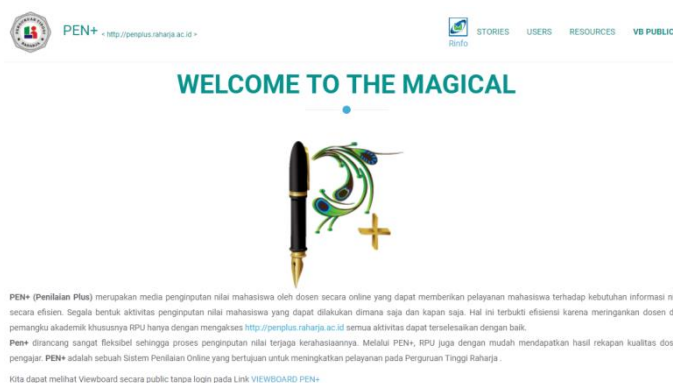 PEN+ < http://penplus.raharja.ac.id >
Rinfo
STORIES USERS RESOURCES VB PUBLIC
WELCOME TO THE MAGICAL
PEN+ (Penilaian Plus) merupakan media penginputan nilai mahasiswa oleh dosen secara online yang dapat memberikan pelayanan mahasiswa terhadap kebutuhan informasi
secara efisien. Segala bentuk aktivitas penginputan nilai mahasiswa yang dapat dilakukan dimana saja dan kapan saja. Hal ini terbukti efisiensi karena meringankan dosen
pemangku akademik khususnya RPU hanya dengan mengakses http://penplus.raharja.ac.id semua aktivitas dapat terselesaikan dengan baik.
Pen+ dirancang sangat fleksibel sehingga proses penginputan nilai terjaga kerahasiaannya. Melalui PEN+, RPU juga dengan mudah mendapatkan hasil rekapan kualitas
pengajar. PEN+ adalah sebuah Sistem Penilaian Online yang bertujuan untuk meningkatkan pelayanan pada Perguruan Tinggi Raharja .
Kita dapat melihat Viewboard secara public tanpa login pada Link VIEWBOARD PEN+